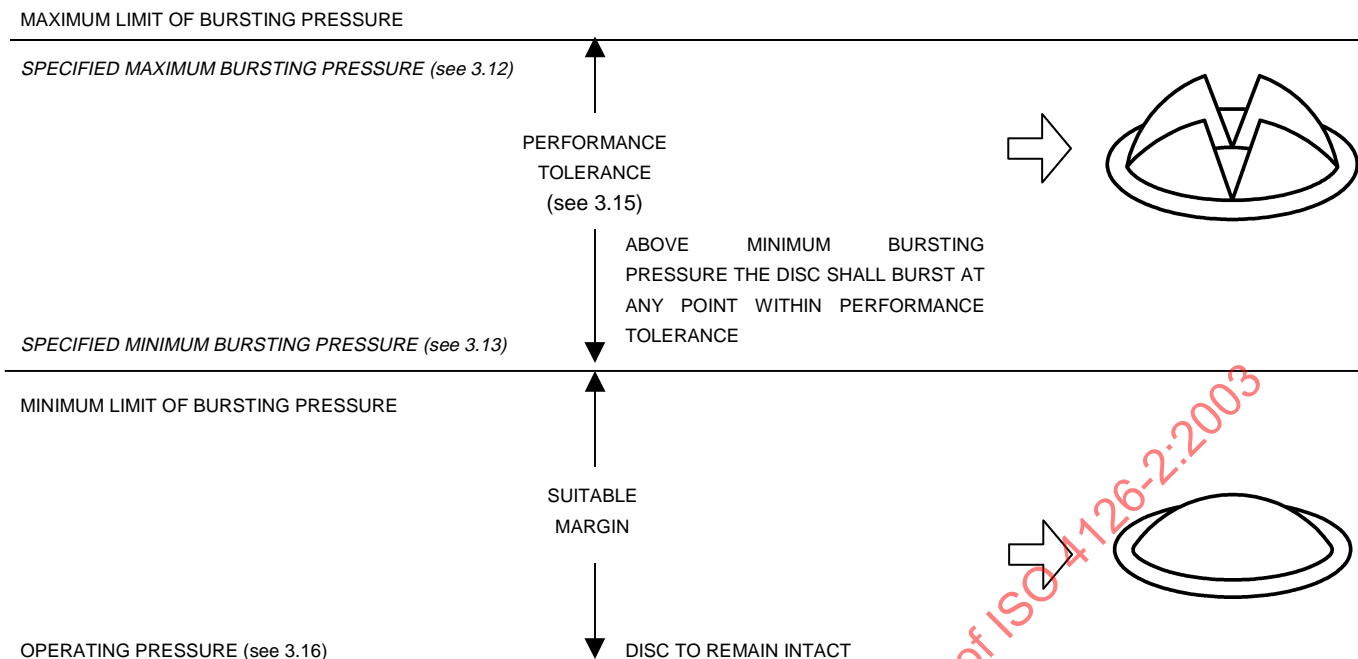 MAXIMUM LIMIT OF BURSTING PRESSURE
SPECIFIED MAXIMUM BURSTING PRESSURE (see 3.12)
PERFORMANCE
TOLERANCE
(see 3.15)
ABOVE MINIMUM BURSTING
PRESSURE THE DISC SHALL BURST AT
ANY POINT WITHIN PERFORMANCE
TOLERANCE
SPECIFIED MINIMUM BURSTING PRESSURE (see 3.13)
MINIMUM LIMIT OF BURSTING PRESSURE
SUITABLE
MARGIN
OPERATING PRESSURE (see 3.16)
DISC TO REMAIN INTACT
of ISO 4126-2:2003